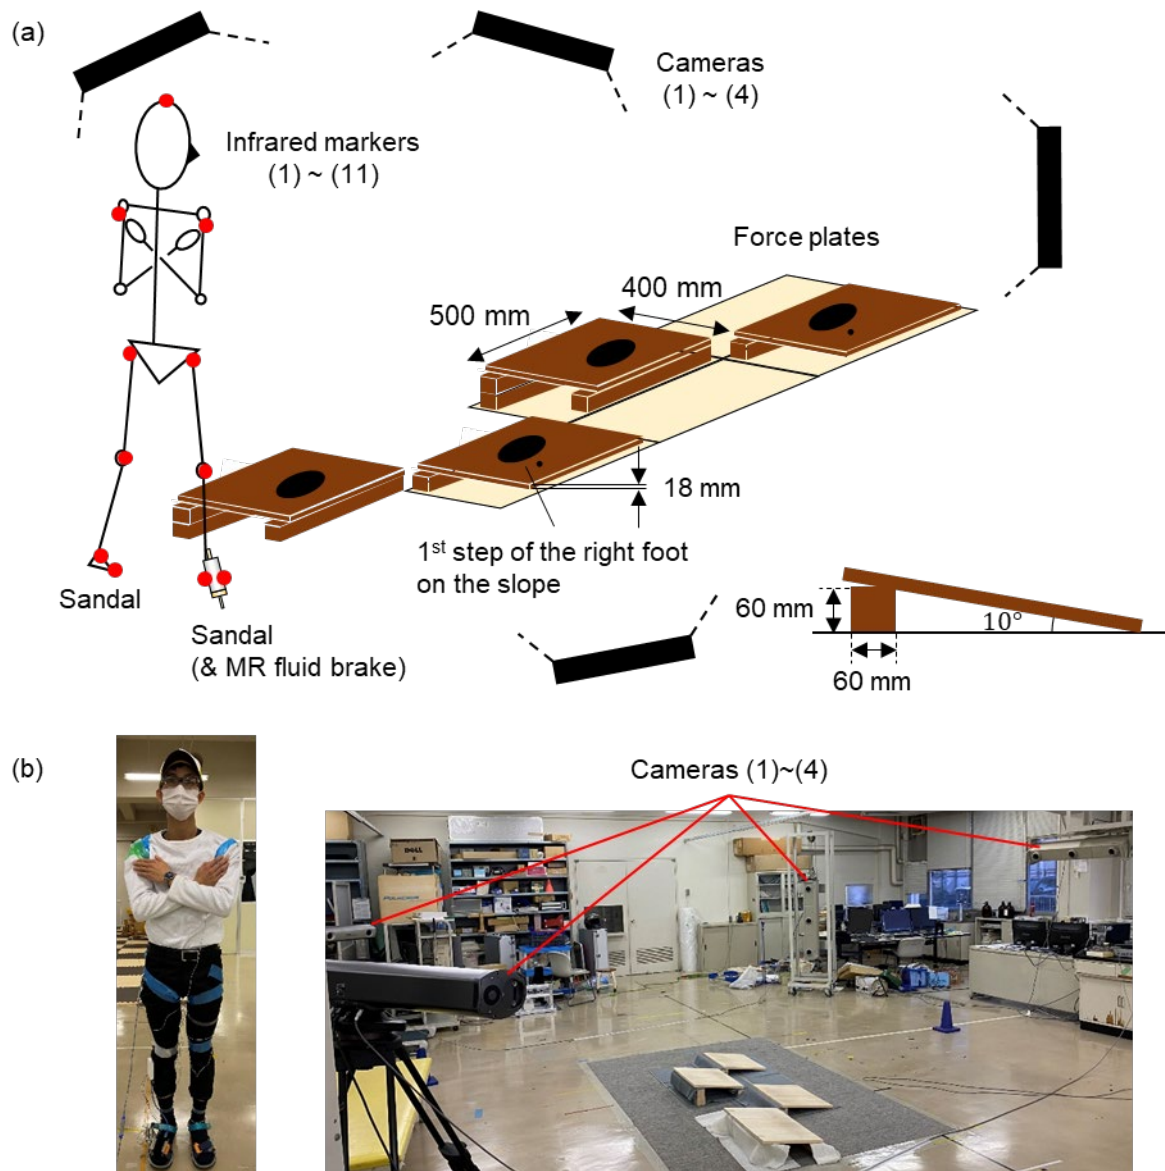 (a)
Cameras
(1) ~ (4)
Infrared markers
(1) ~ (11)
Force plates
400 mm
500 mm
18 mm
1st step of the right foot
on the slope
Sandal
Sandal
(& MR fluid brake)
60 mm
10°
60 mm
(b)
Cameras (1)~(4)
DELL